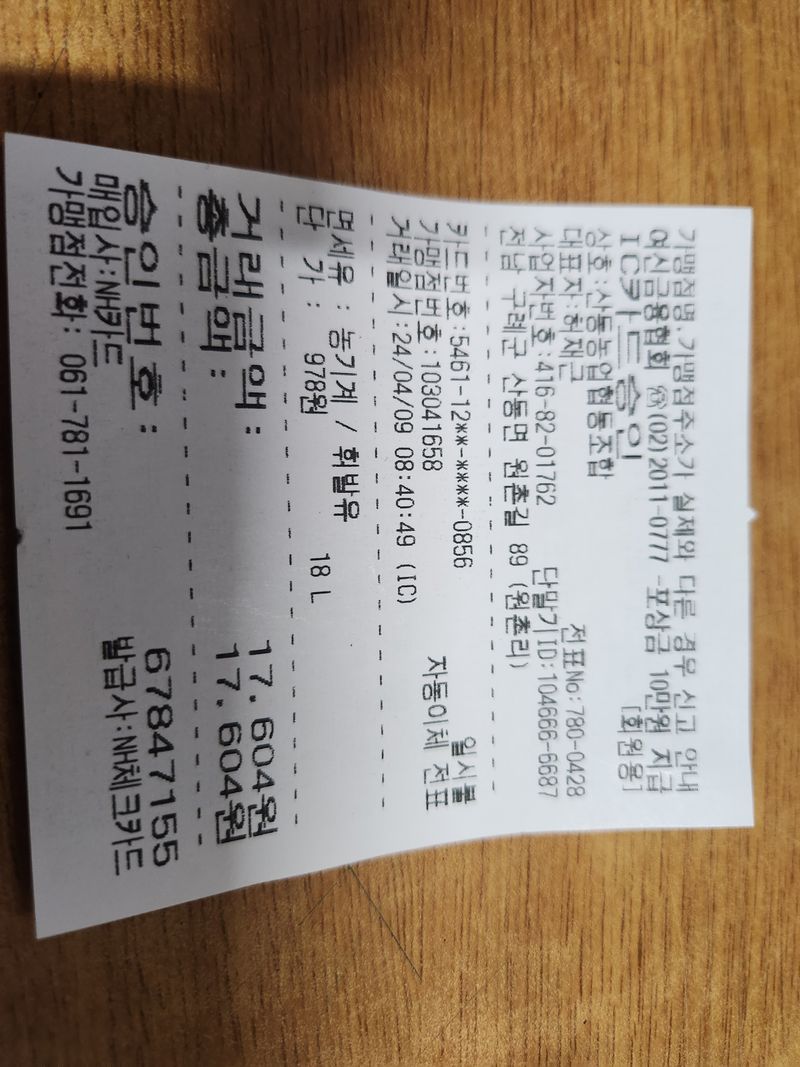 가맹점명.가맹점주소가 실제와 다른 경우 신고 안내
여신금융협회 ☎(02)2011-0777 -포상금 10만원 지급
IC카드 승인 [회원용]
상호:산동농업협동조합
대표자:허재근 전표No:780-0428
사업자번호:416-82-01762 단말기ID:104666-6687
전남 구례군 산동면 원촌길 89 (원촌리)
카드번호:5461-12**-****-0856 일시불
가맹점번호:103041658 자동이체 전표
거래일시:24/04/09 08:40:49 (IC)
면세유 : 농기계 / 휘발유
단 가 : 978원 18 L
거래금액: 17.604원
총금액: 17.604원
승인번호: 67847155
매입사:NH카드 발급사:NH체크카드
가맹점전화: 061-781-1691